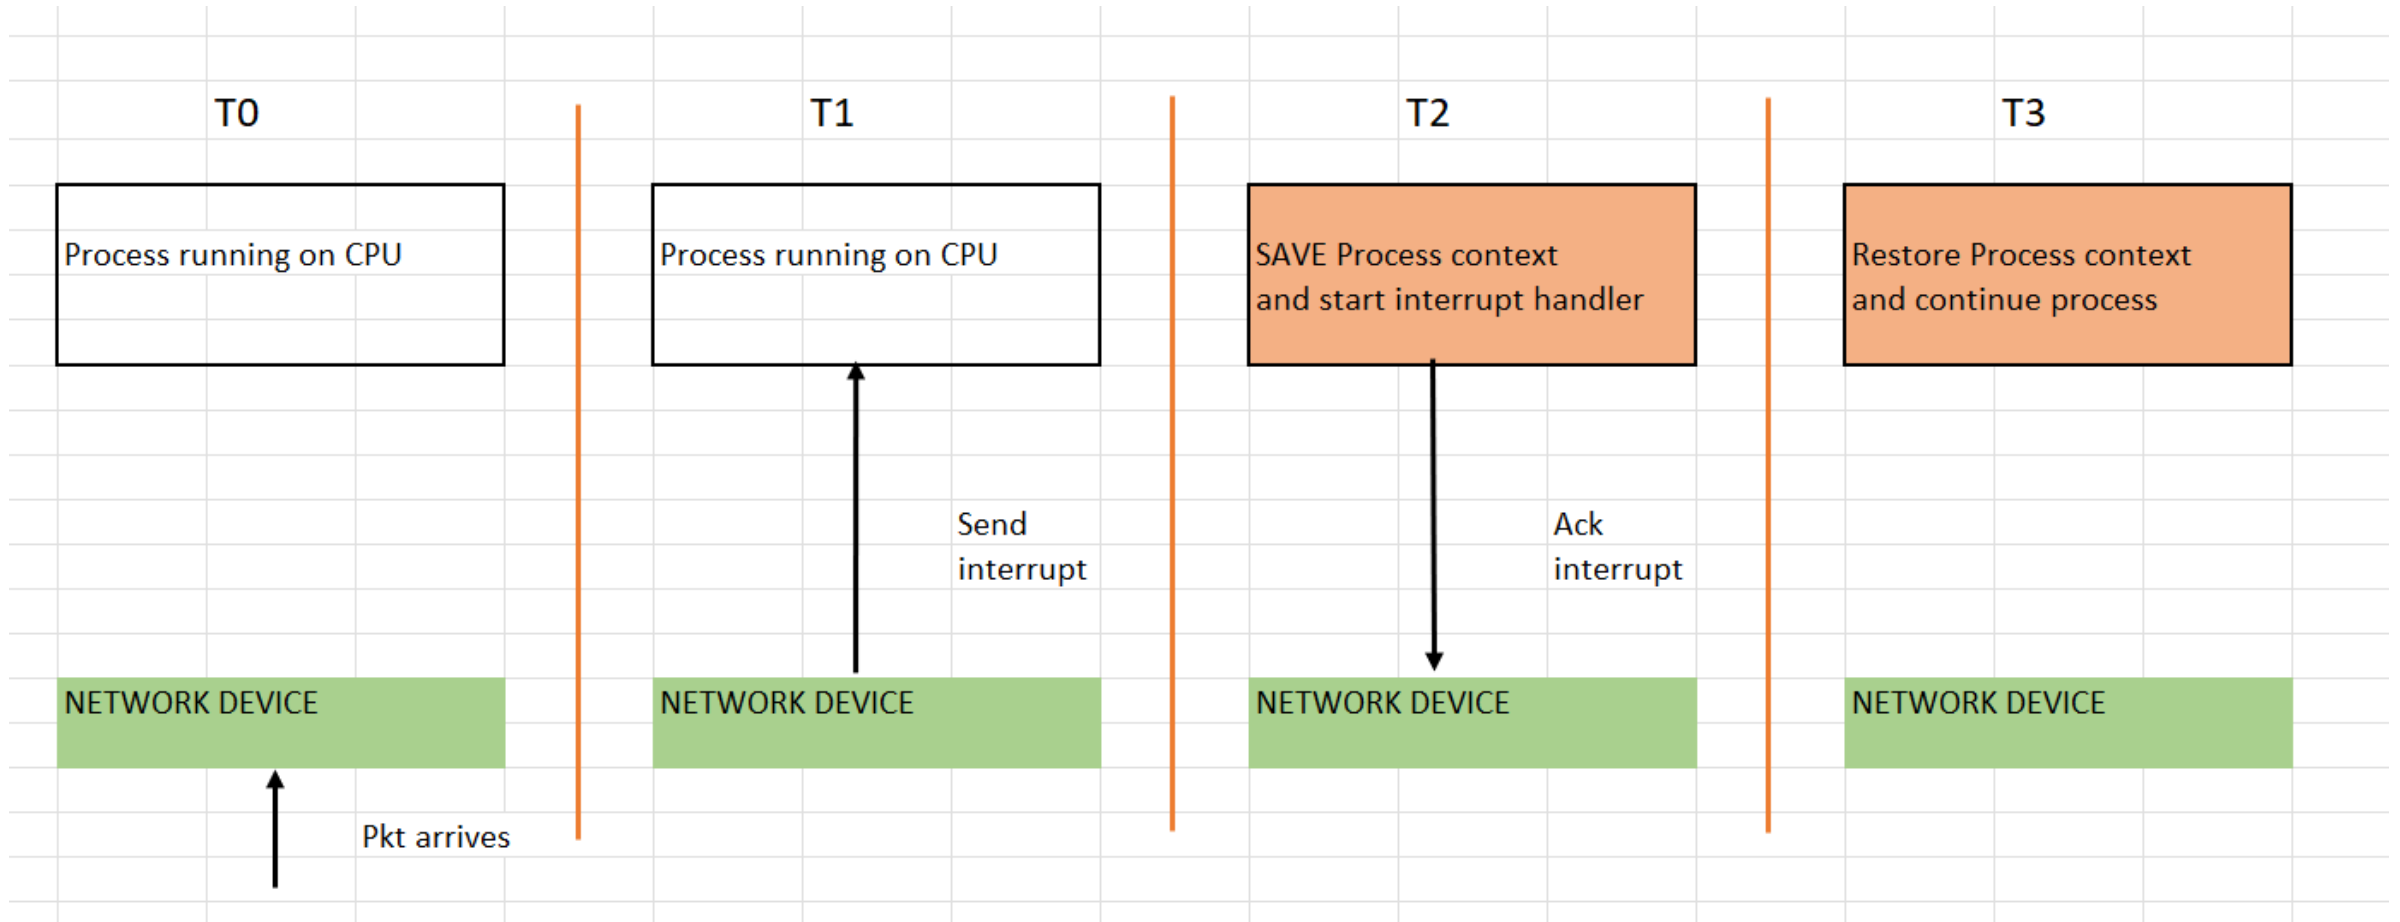 T0
T1
T2
T3
Process running on CPU
Process running on CPU
SAVE Process context
and start interrupt handler
Restore Process context
and continue process
Send
interrupt
Ack
interrupt
NETWORK DEVICE
NETWORK DEVICE
NETWORK DEVICE
NETWORK DEVICE
Pkt arrives